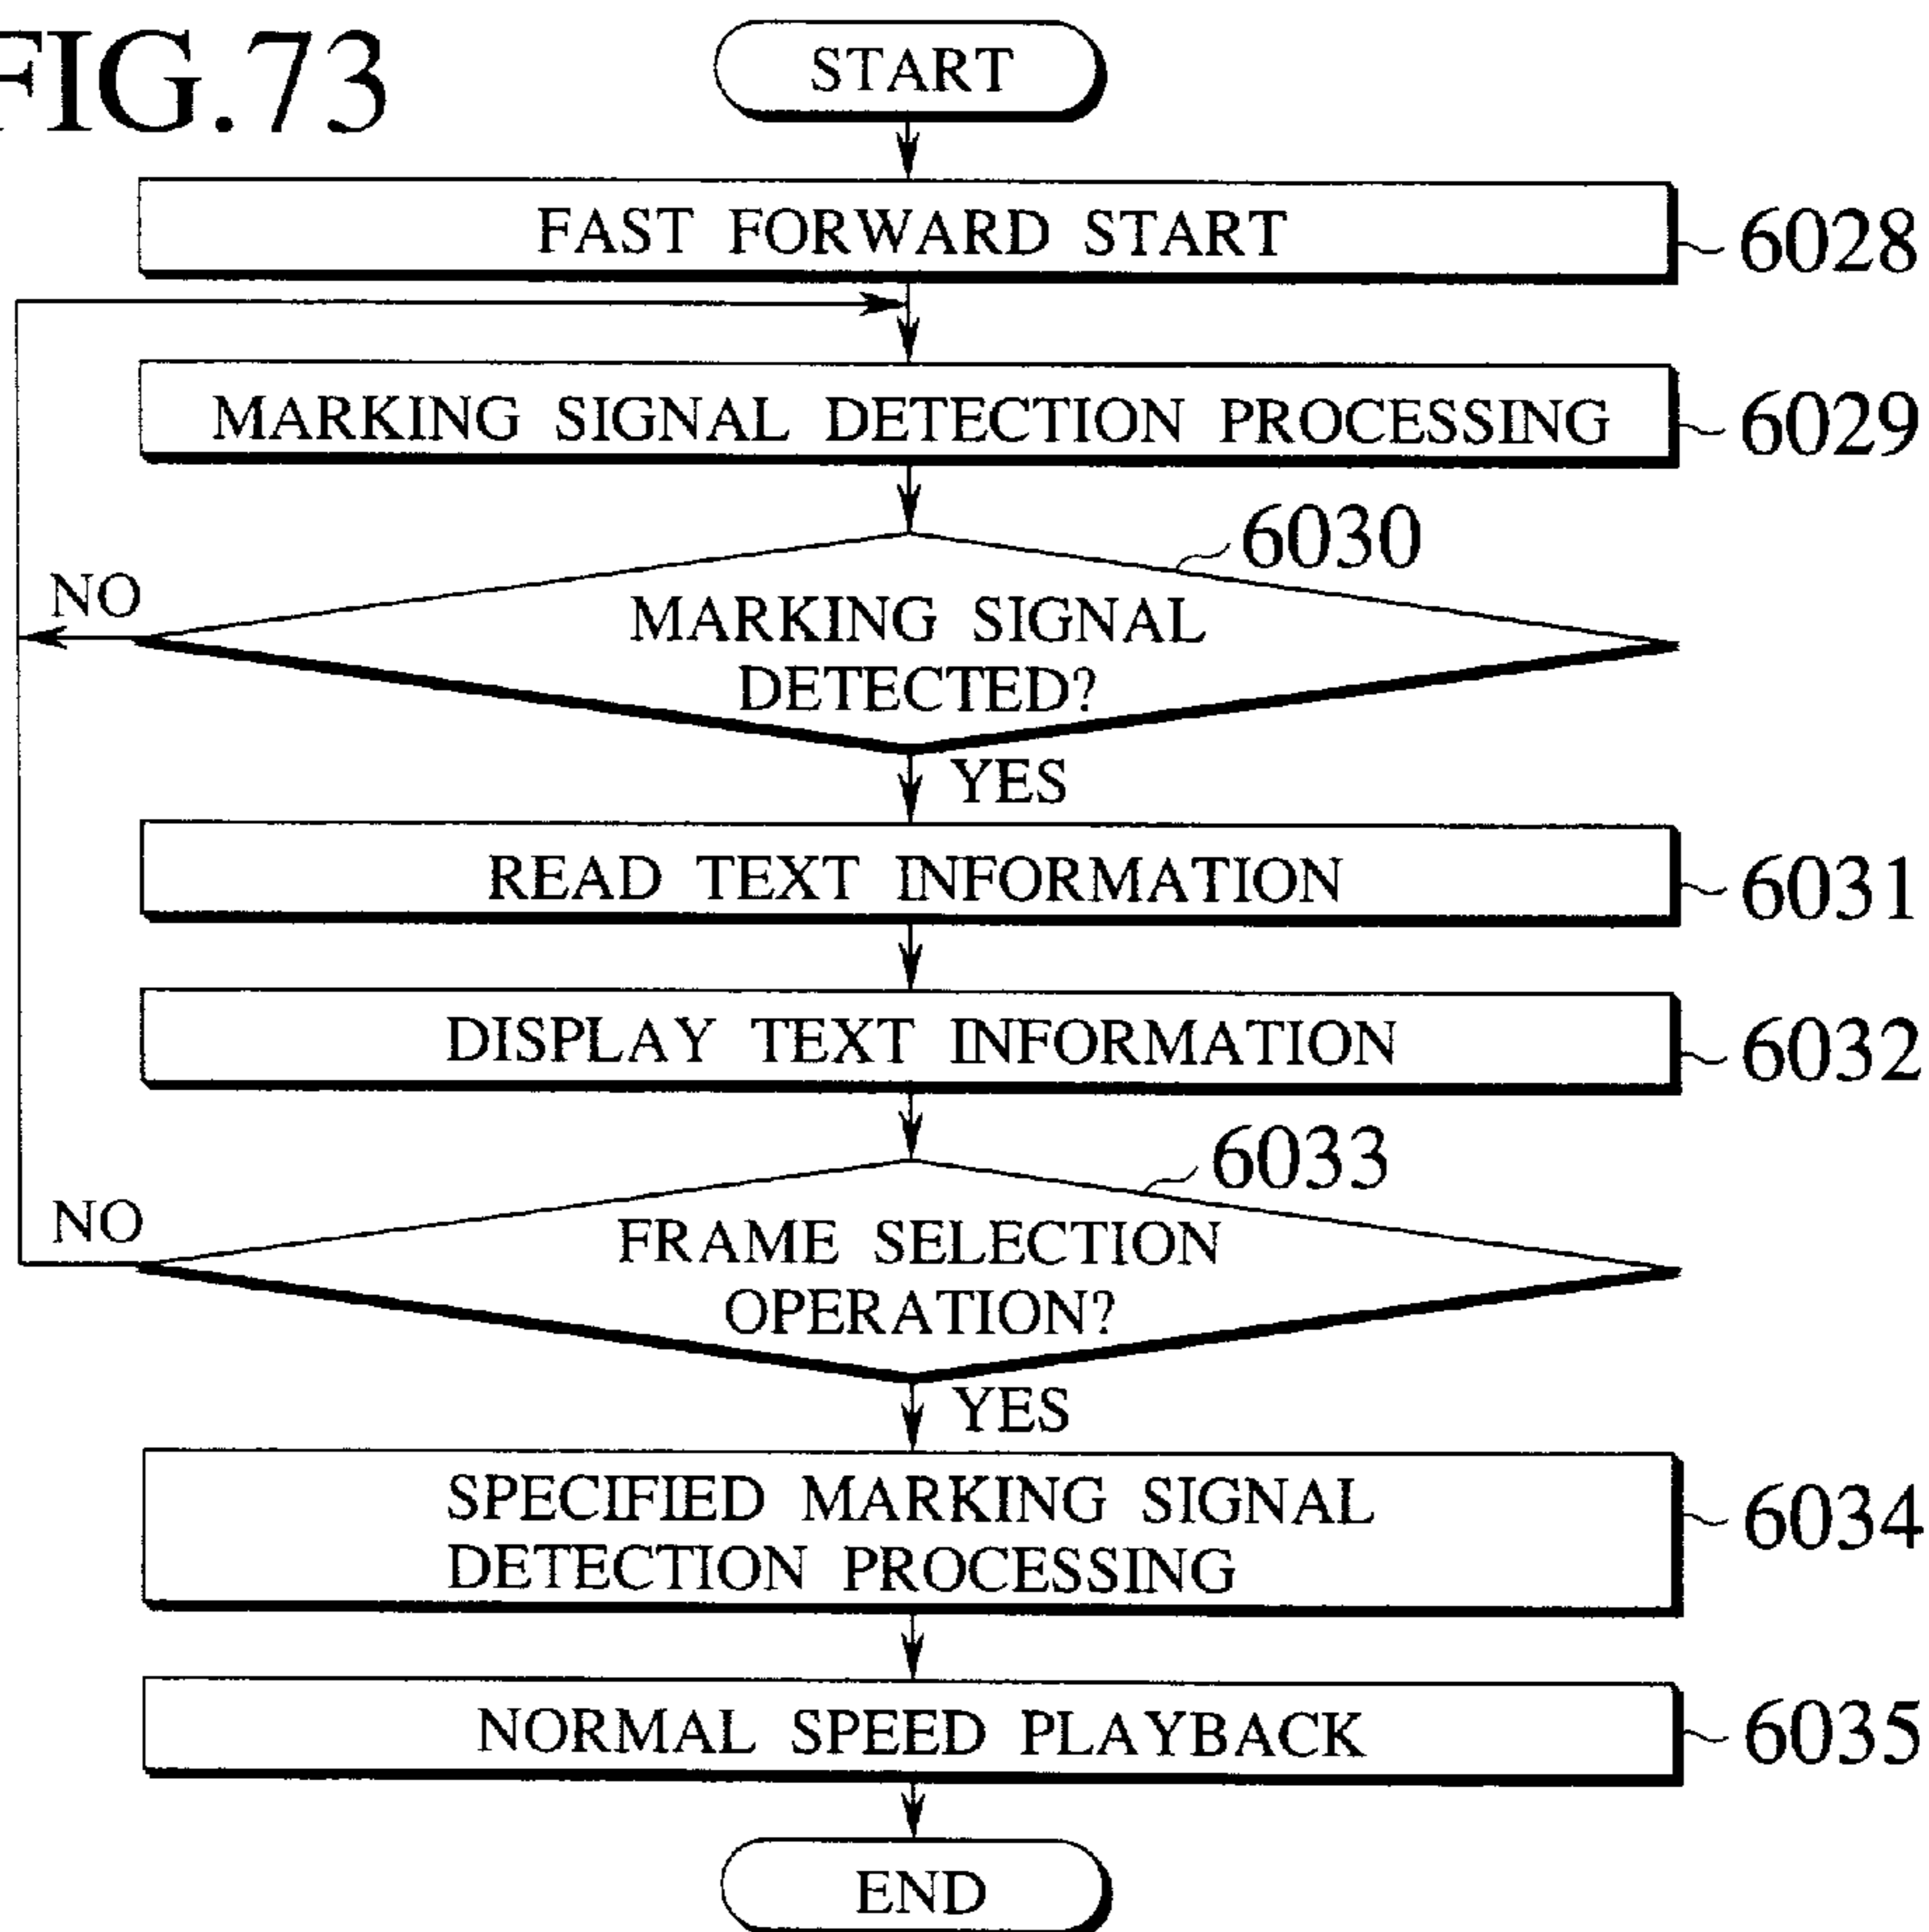 FIG.73
START
FAST FORWARD START
6028
MARKING SIGNAL DETECTION PROCESSING
6029
6030
NO
MARKING SIGNAL
DETECTED?
YES
READ TEXT INFORMATION
6031
DISPLAY TEXT INFORMATION
6032
6033
NO
FRAME SELECTION
OPERATION?
YES
SPECIFIED MARKING SIGNAL
DETECTION PROCESSING
6034
NORMAL SPEED PLAYBACK
6035
END